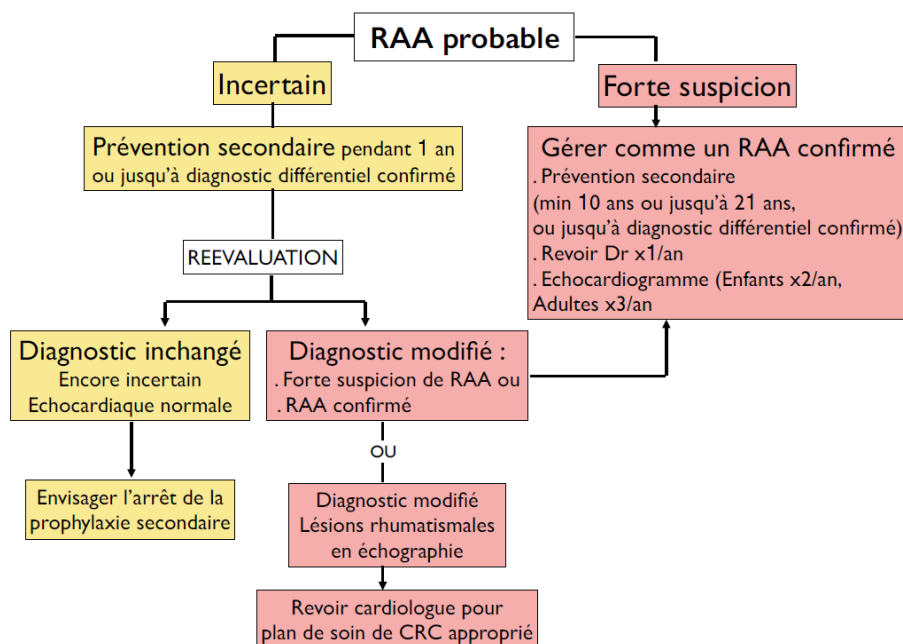 RAA probable
Incertain
Forte suspicion
Prévention secondaire pendant 1 an
ou jusqu'à diagnostic différentiel confirmé
Gérer comme un RAA confirmé
. Prévention secondaire
(min 10 ans ou jusqu'à 21 ans,
ou jusqu'à diagnostic différentiel confirmé)
. Revoir Dr x1/an
. Echocardiogramme (Enfants x2/an,
Adultes x3/an
REEVALUATION
Diagnostic inchangé
Encore incertain
Echocardiaque normale
Diagnostic modifié :
. Forte suspicion de RAA ou
. RAA confirmé
OU
Envisager l'arrêt de la
prophylaxie secondaire
Diagnostic modifié
Lésions rhumatismales
en échographie
Revoir cardiologue pour
plan de soin de CRC approprié